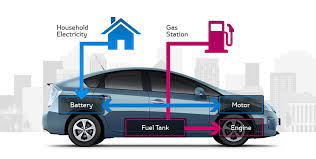 Household
Electricity
Gas
Station
Battery
Motor
Fuel Tank
Engine